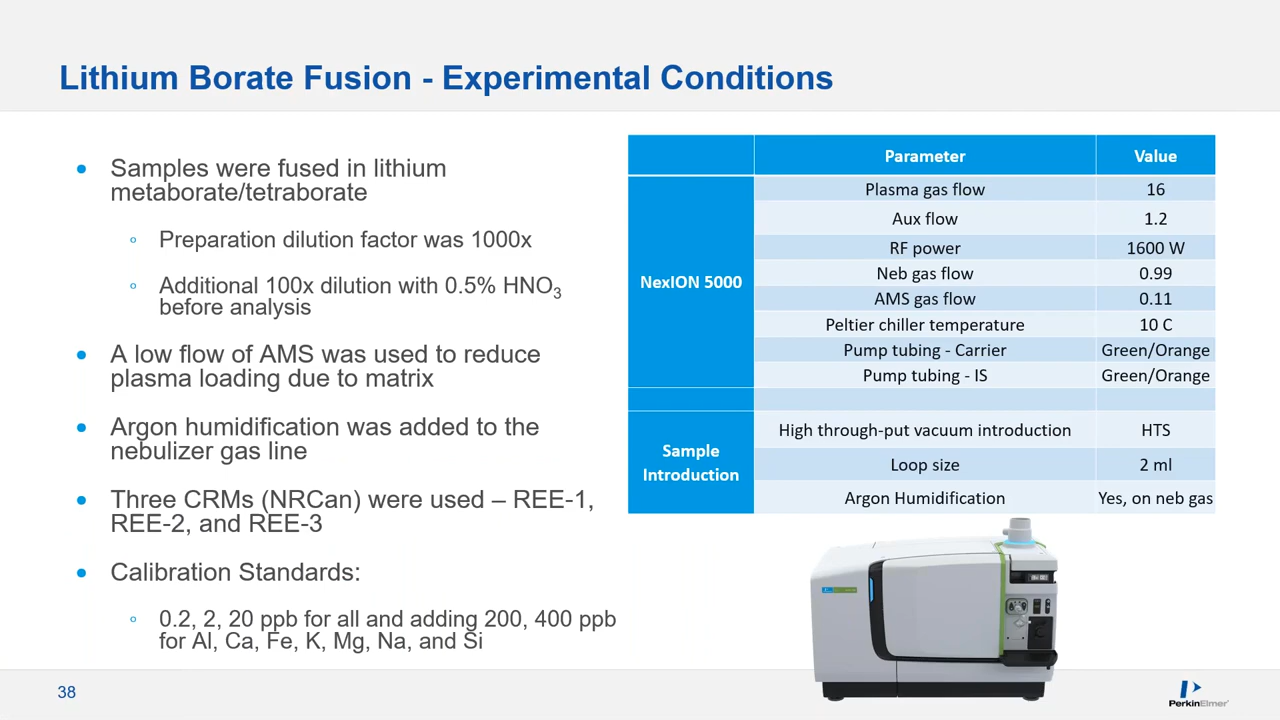 Lithium Borate Fusion - Experimental Conditions
• Samples were fused in lithium
metaborate/tetraborate
◦ Preparation dilution factor was 1000x
◦ Additional 100x dilution with 0.5% HNO₃
before analysis
• A low flow of AMS was used to reduce
plasma loading due to matrix
• Argon humidification was added to the
nebulizer gas line
• Three CRMs (NRCan) were used – REE-1,
REE-2, and REE-3
• Calibration Standards:
◦ 0.2, 2, 20 ppb for all and adding 200, 400 ppb
for Al, Ca, Fe, K, Mg, Na, and Si
Parameter Value
NexION 5000
Plasma gas flow 16
Aux flow 1.2
RF power 1600 W
Neb gas flow 0.99
AMS gas flow 0.11
Peltier chiller temperature 10 C
Pump tubing - Carrier Green/Orange
Pump tubing - IS Green/Orange
Sample
Introduction
High through-put vacuum introduction HTS
Loop size 2 ml
Argon Humidification Yes, on neb gas
38
PerkinElmer